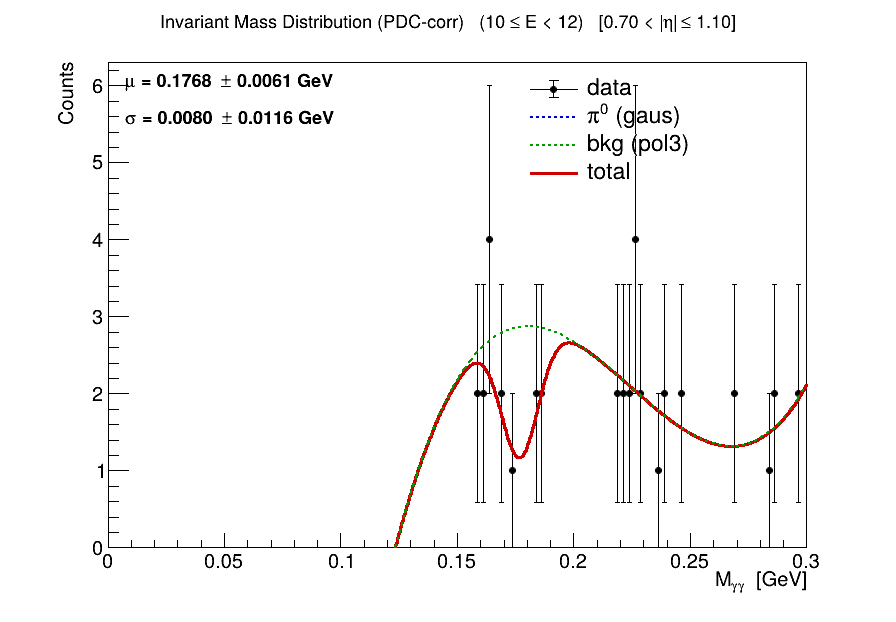 Invariant Mass Distribution (PDC-corr) (10 ≤ E < 12) [0.70 < |η| ≤ 1.10]
Counts
μ = 0.1768 ± 0.0061 GeV
σ = 0.0080 ± 0.0116 GeV
data
π⁰ (gaus)
bkg (pol3)
total
6
5
4
3
2
1
0
0 0.05 0.1 0.15 0.2 0.25 0.3
M_γγ [GeV]